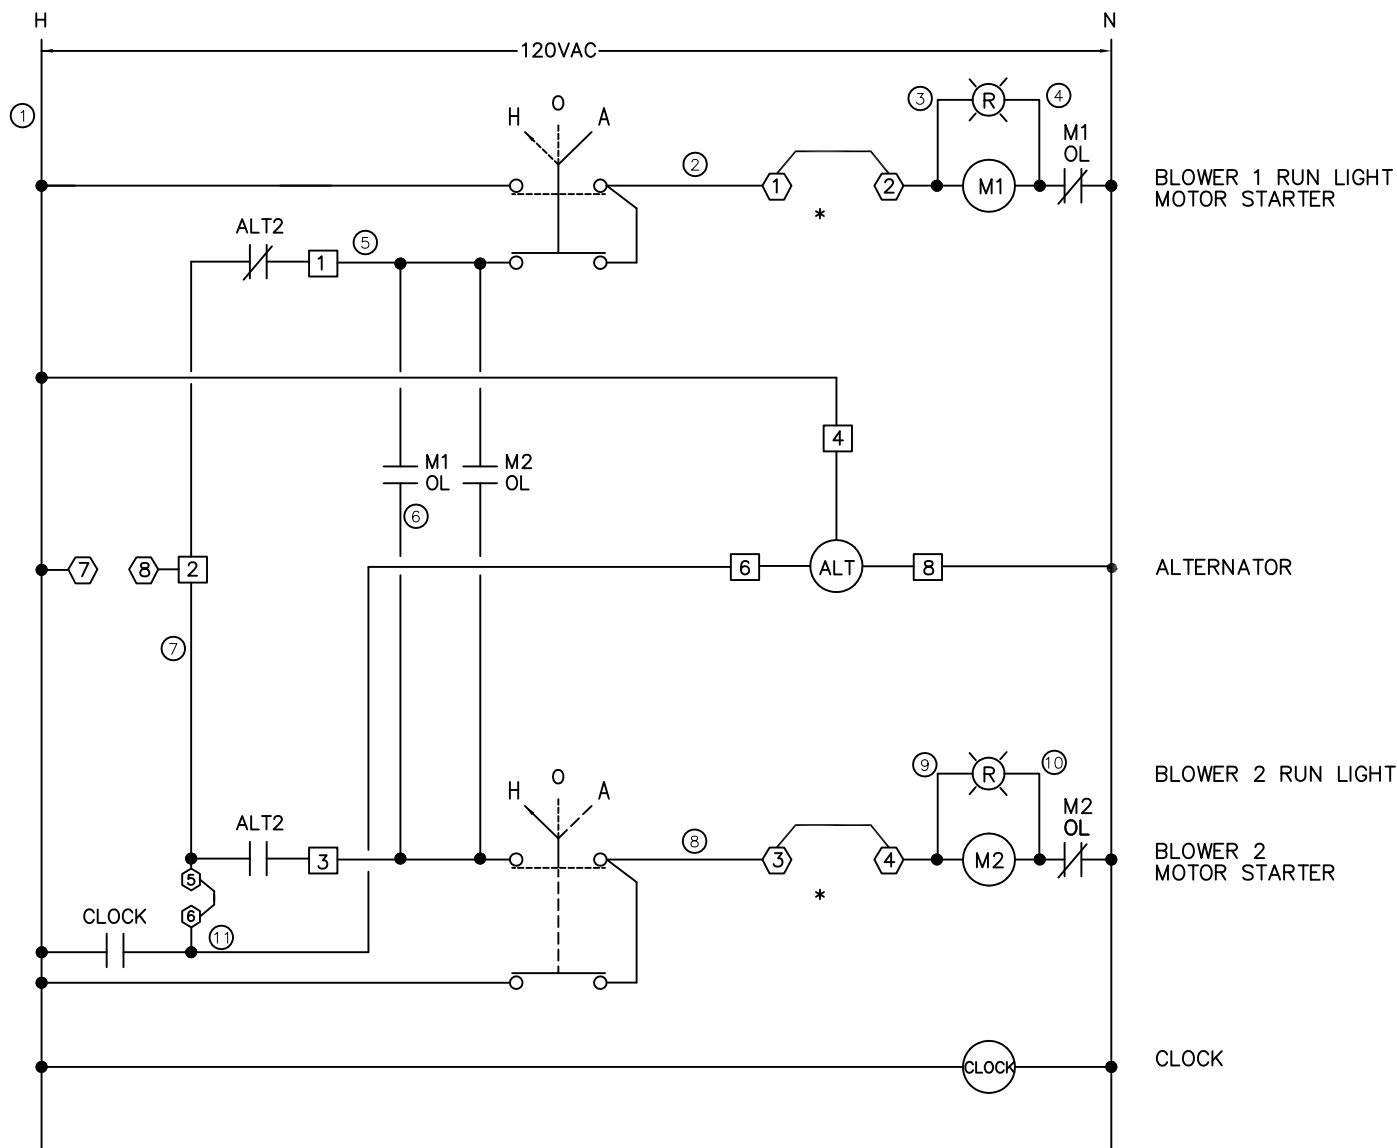 H
N
120VAC
1
H
O
A
2
3
R
4
M1
OL
1
2
M1
*
BLOWER 1 RUN LIGHT
MOTOR STARTER
ALT2
1
5
4
M1
OL
M2
OL
6
7
8
2
6
ALT
8
ALTERNATOR
7
H
O
A
9
R
10
BLOWER 2 RUN LIGHT
M2
OL
ALT2
3
8
3
4
M2
*
BLOWER 2
MOTOR STARTER
5
6
CLOCK
11
CLOCK
CLOCK